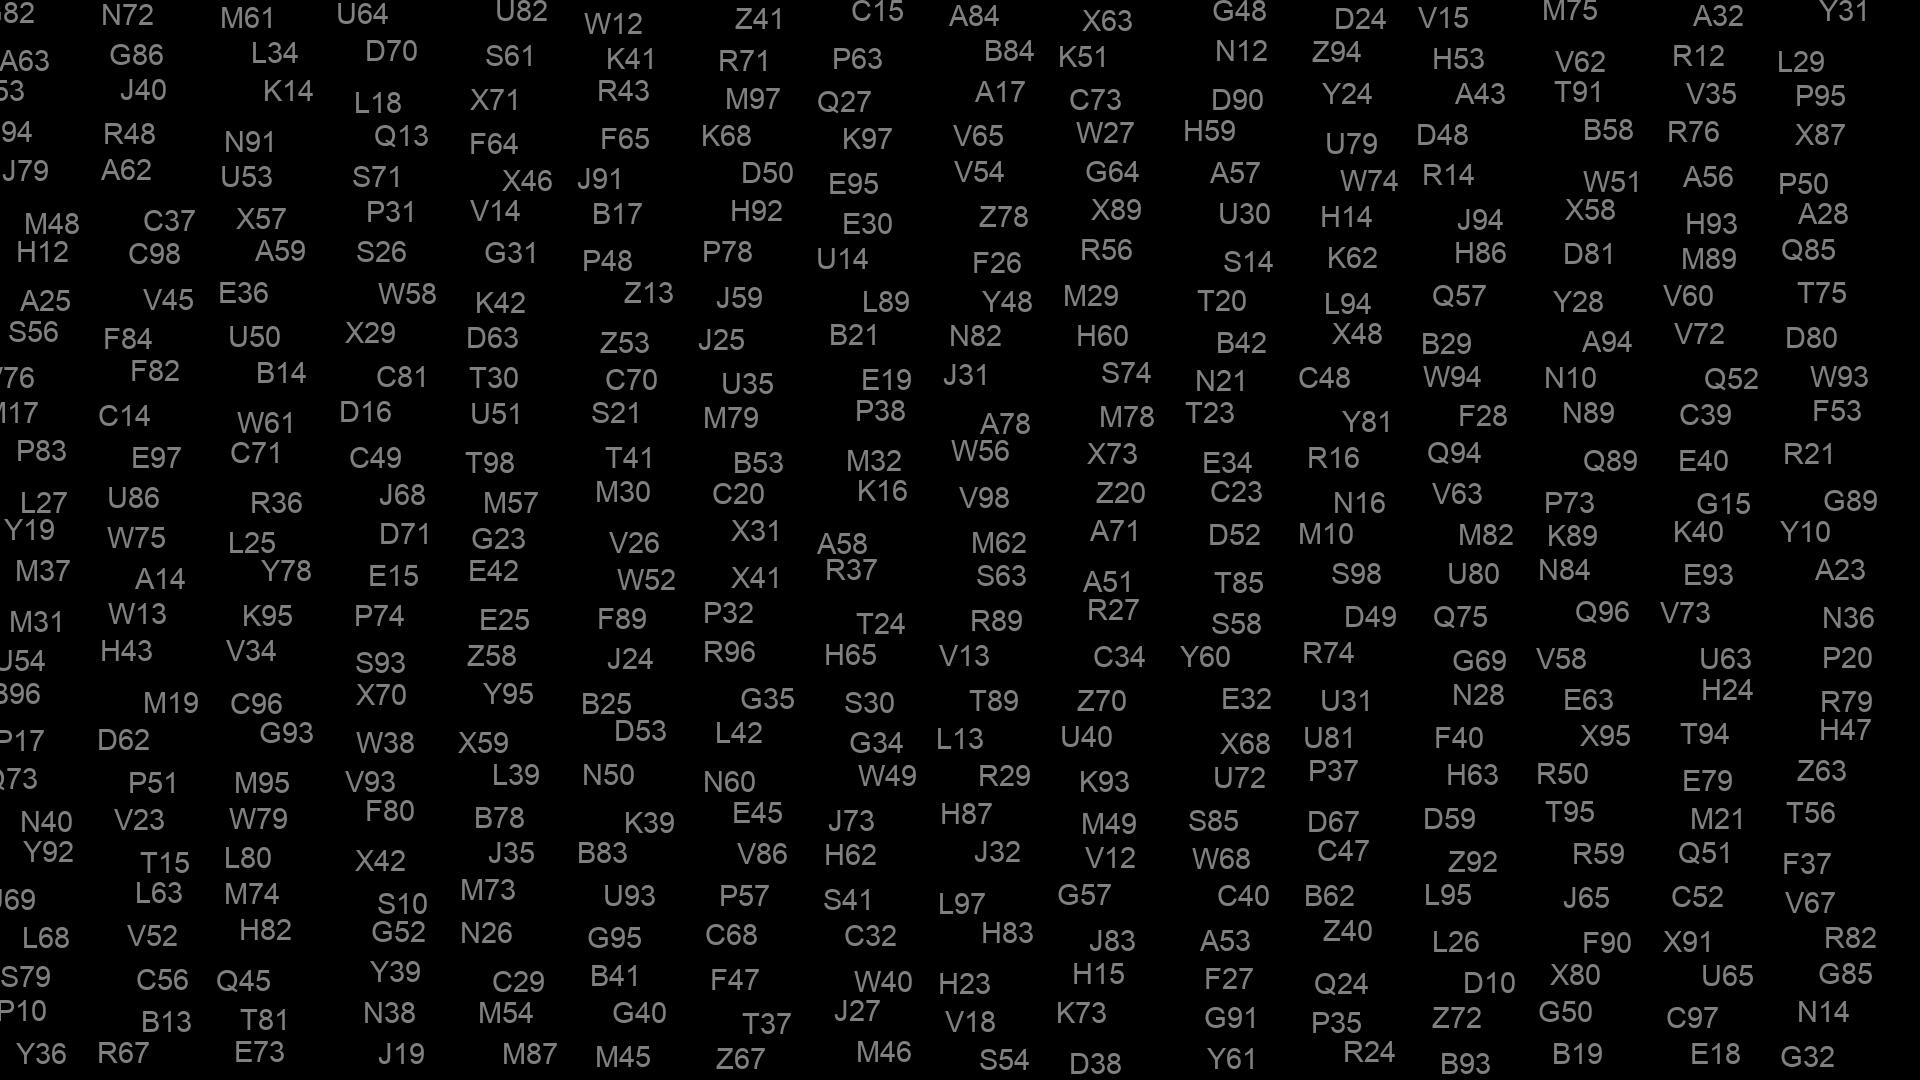 N72 M61 U64 U82 W12 Z41 C15 A84 X63 G48 D24 V15 M75 A32 Y31
A63 G86 L34 D70 S61 K41 R71 P63 B84 K51 N12 Z94 H53 V62 R12 L29
J40 K14 L18 X71 R43 M97 Q27 A17 C73 D90 Y24 A43 T91 V35 P95
R48 N91 Q13 F64 F65 K68 K97 V65 W27 H59 U79 D48 B58 R76 X87
J79 A62 U53 S71 X46 J91 D50 E95 V54 G64 A57 W74 R14 W51 A56 P50
M48 C37 X57 P31 V14 B17 H92 E30 Z78 X89 U30 H14 J94 X58 H93 A28
H12 C98 A59 S26 G31 P48 P78 U14 F26 R56 S14 K62 H86 D81 M89 Q85
A25 V45 E36 W58 K42 Z13 J59 L89 Y48 M29 T20 L94 Q57 Y28 V60 T75
S56 F84 U50 X29 D63 Z53 J25 B21 N82 H60 B42 X48 B29 A94 V72 D80
F82 B14 C81 T30 C70 U35 E19 J31 S74 N21 C48 W94 N10 Q52 W93
C14 W61 D16 U51 S21 M79 P38 A78 M78 T23 Y81 F28 N89 C39 F53
P83 E97 C71 C49 T98 T41 B53 M32 W56 X73 E34 R16 Q94 Q89 E40 R21
L27 U86 R36 J68 M57 M30 C20 K16 V98 Z20 C23 N16 V63 P73 G15 G89
Y19 W75 L25 D71 G23 V26 X31 A58 M62 A71 D52 M10 M82 K89 K40 Y10
M37 A14 Y78 E15 E42 W52 X41 R37 S63 A51 T85 S98 U80 N84 E93 A23
M31 W13 K95 P74 E25 F89 P32 T24 R89 R27 S58 D49 Q75 Q96 V73 N36
U54 H43 V34 S93 Z58 J24 R96 H65 V13 C34 Y60 R74 G69 V58 U63 P20
B96 M19 C96 X70 Y95 B25 G35 S30 T89 Z70 E32 U31 N28 E63 H24 R79
P17 D62 G93 W38 X59 D53 L42 G34 L13 U40 X68 U81 F40 X95 T94 H47
Q73 P51 M95 V93 L39 N50 N60 W49 R29 K93 U72 P37 H63 R50 E79 Z63
N40 V23 W79 F80 B78 K39 E45 J73 H87 M49 S85 D67 D59 T95 M21 T56
Y92 T15 L80 X42 J35 B83 V86 H62 J32 V12 W68 C47 Z92 R59 Q51 F37
L63 M74 S10 M73 U93 P57 S41 L97 G57 C40 B62 L95 J65 C52 V67
L68 V52 H82 G52 N26 G95 C68 C32 H83 J83 A53 Z40 L26 F90 X91 R82
S79 C56 Q45 Y39 C29 B41 F47 W40 H23 H15 F27 Q24 D10 X80 U65 G85
P10 B13 T81 N38 M54 G40 T37 J27 V18 K73 G91 P35 Z72 G50 C97 N14
Y36 R67 E73 J19 M87 M45 Z67 M46 S54 D38 Y61 R24 B93 B19 E18 G32